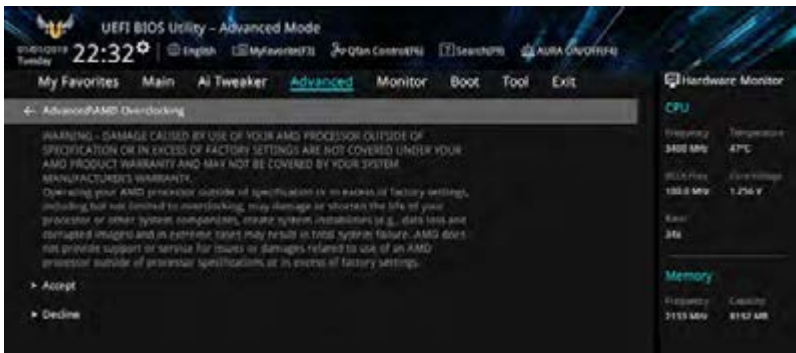 UEFI BIOS Utility – Advanced Mode
01/01/2019
Tuesday
22:32
English
MyFavorite(F3)
Qfan Control(F6)
Search(F9)
AURA ON/OFF(F4)
My Favorites Main Ai Tweaker Advanced Monitor Boot Tool Exit
Hardware Monitor
← Advanced\AMD Overclocking
WARNING - DAMAGE CAUSED BY USE OF YOUR AMD PROCESSOR OUTSIDE OF
SPECIFICATION OR IN EXCESS OF FACTORY SETTINGS ARE NOT COVERED UNDER YOUR
AMD PRODUCT WARRANTY AND MAY NOT BE COVERED BY YOUR SYSTEM
MANUFACTURER'S WARRANTY.
Operating your AMD processor outside of specification or in excess of factory settings,
including but not limited to overclocking, may damage or shorten the life of your
processor or other system components, create system instabilities (e.g., data loss and
corrupted images) and in extreme cases may result in total system failure. AMD does
not provide support or service for issues or damages related to use of an AMD
processor outside of processor specifications or in excess of factory settings.
Accept
Decline
CPU
Frequency Temperature
3400 MHz 47°C
BCLK Freq Core Voltage
100.0 MHz 1.256 V
Ratio
34x
Memory
Frequency Capacity
2133 MHz 8192 MB